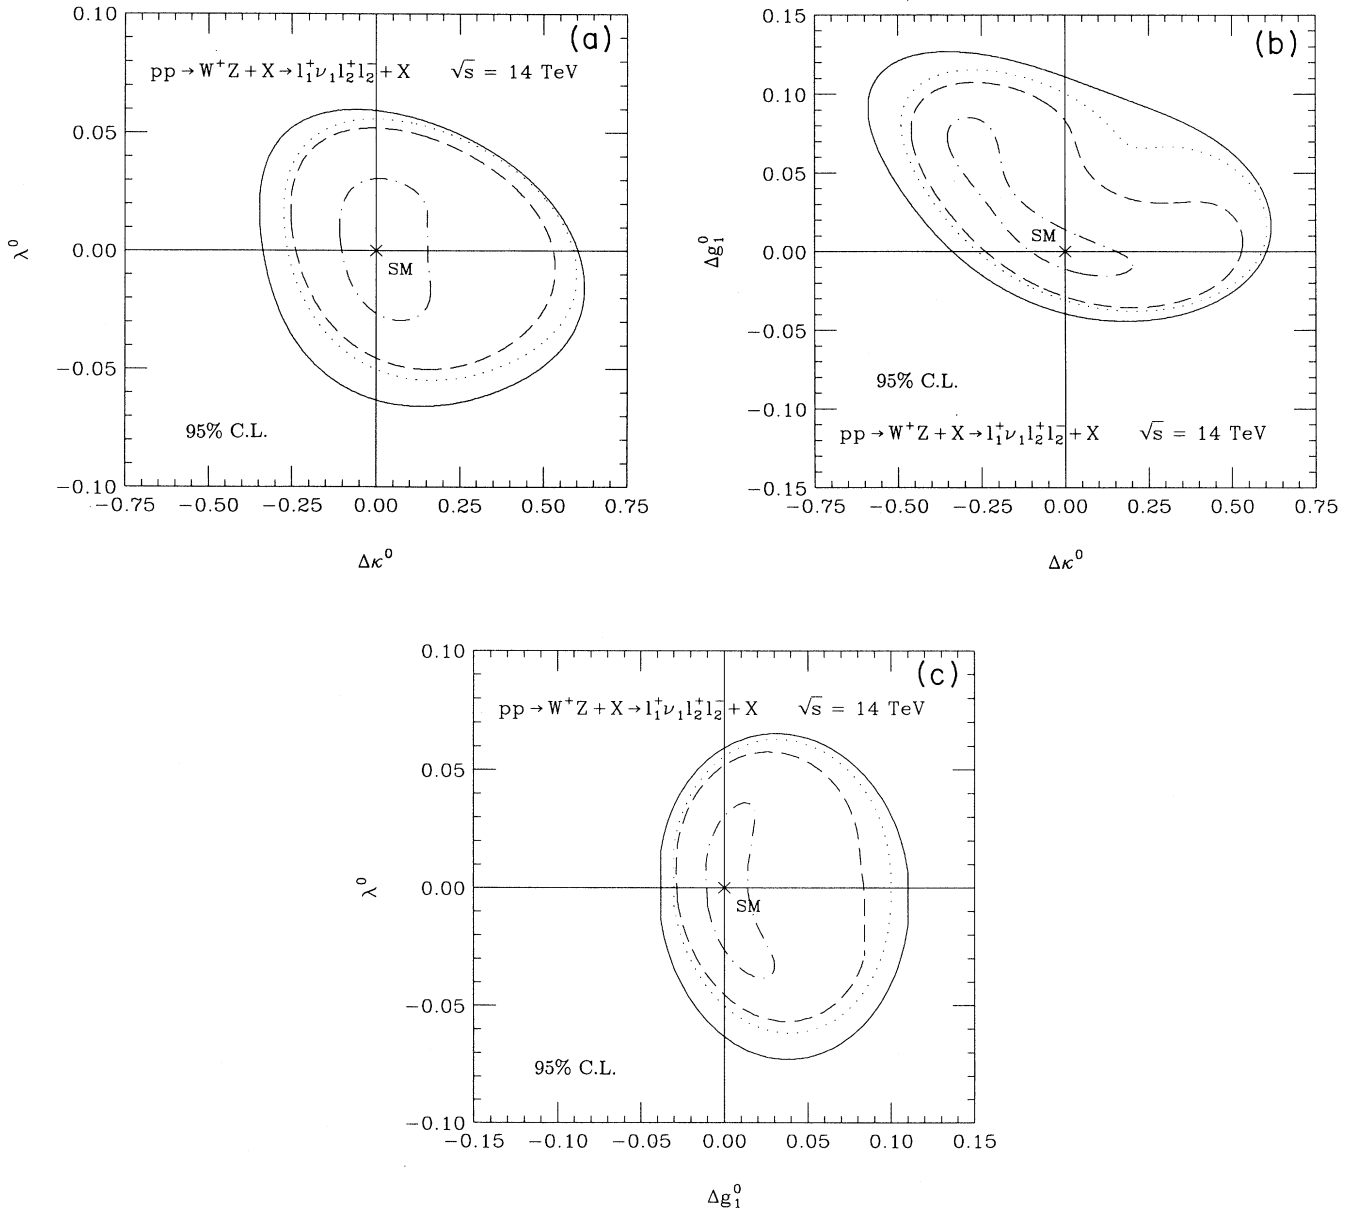 (a)
pp → W⁺Z + X → l₁⁺ν₁l₂⁺l₂⁻ + X √s = 14 TeV
0.10
0.05
0.00
−0.05
−0.10
λ⁰
SM
95% C.L.
−0.75 −0.50 −0.25 0.00 0.25 0.50 0.75
Δκ⁰
(b)
0.15
0.10
0.05
0.00
−0.05
−0.10
−0.15
Δg₁⁰
SM
95% C.L.
pp → W⁺Z + X → l₁⁺ν₁l₂⁺l₂⁻ + X √s = 14 TeV
−0.75 −0.50 −0.25 0.00 0.25 0.50 0.75
Δκ⁰
(c)
pp → W⁺Z + X → l₁⁺ν₁l₂⁺l₂⁻ + X √s = 14 TeV
0.10
0.05
0.00
−0.05
−0.10
λ⁰
SM
95% C.L.
−0.15 −0.10 −0.05 0.00 0.05 0.10 0.15
Δg₁⁰